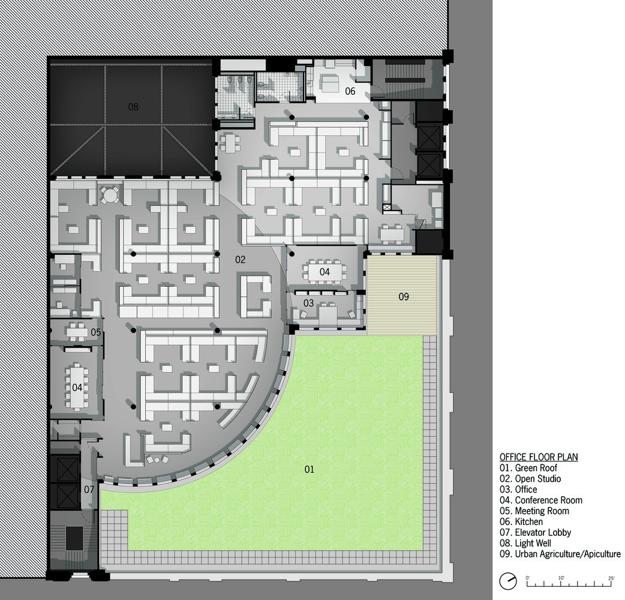 08
06
02
04
03
09
05
04
01
07
OFFICE FLOOR PLAN
01. Green Roof
02. Open Studio
03. Office
04. Conference Room
05. Meeting Room
06. Kitchen
07. Elevator Lobby
08. Light Well
09. Urban Agriculture/Apiculture
0' 10' 25'